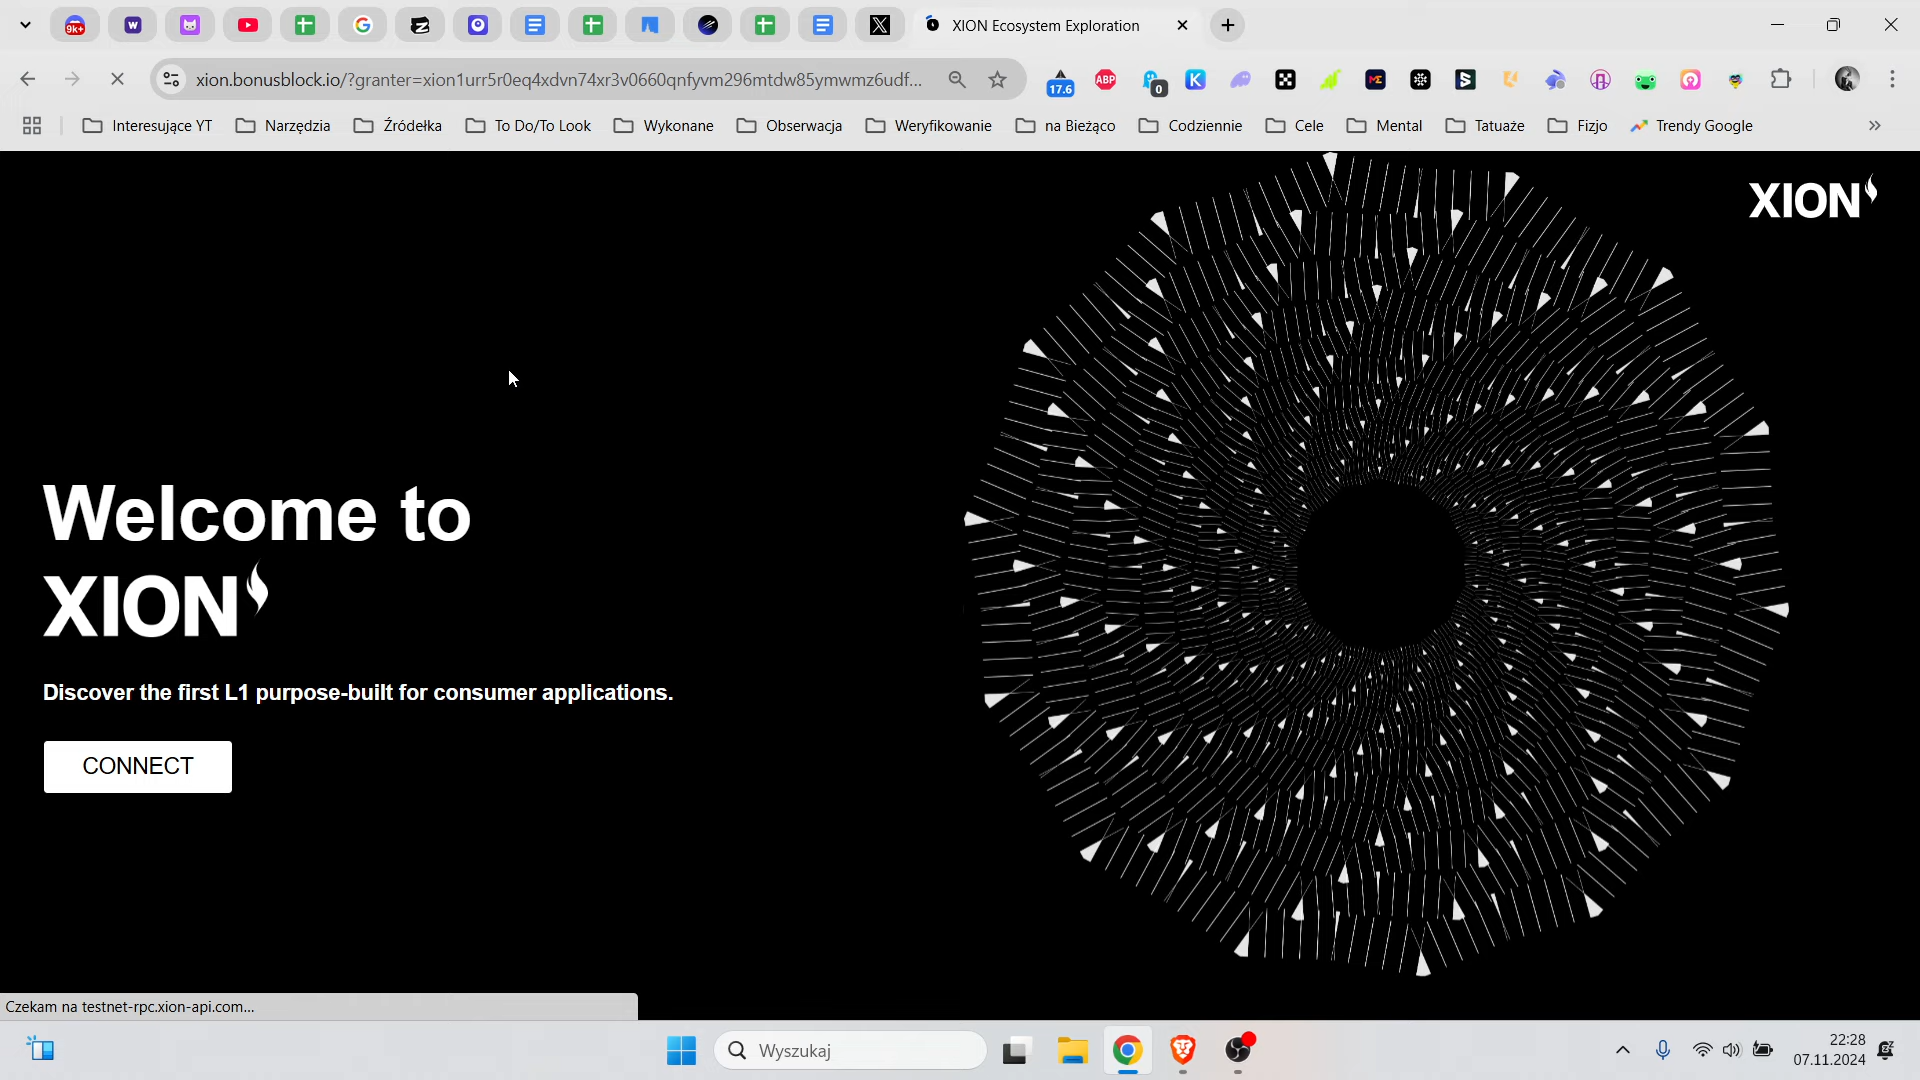 9k+
XION Ecosystem Exploration
xion.bonusblock.io/?granter=xion1urr5r0eq4xdvn74xr3v0660qnfyvm296mtdw85ymwmz6udf...
17.6
ABP
0
Interesujące YT
Narzędzia
Źródełka
To Do/To Look
Wykonane
Obserwacja
Weryfikowanie
na Bieżąco
Codziennie
Cele
Mental
Tatuaże
Fizjo
Trendy Google
XION
Welcome to
XION
Discover the first L1 purpose-built for consumer applications.
CONNECT
Czekam na testnet-rpc.xion-api.com...
Wyszukaj
22:28
07.11.2024